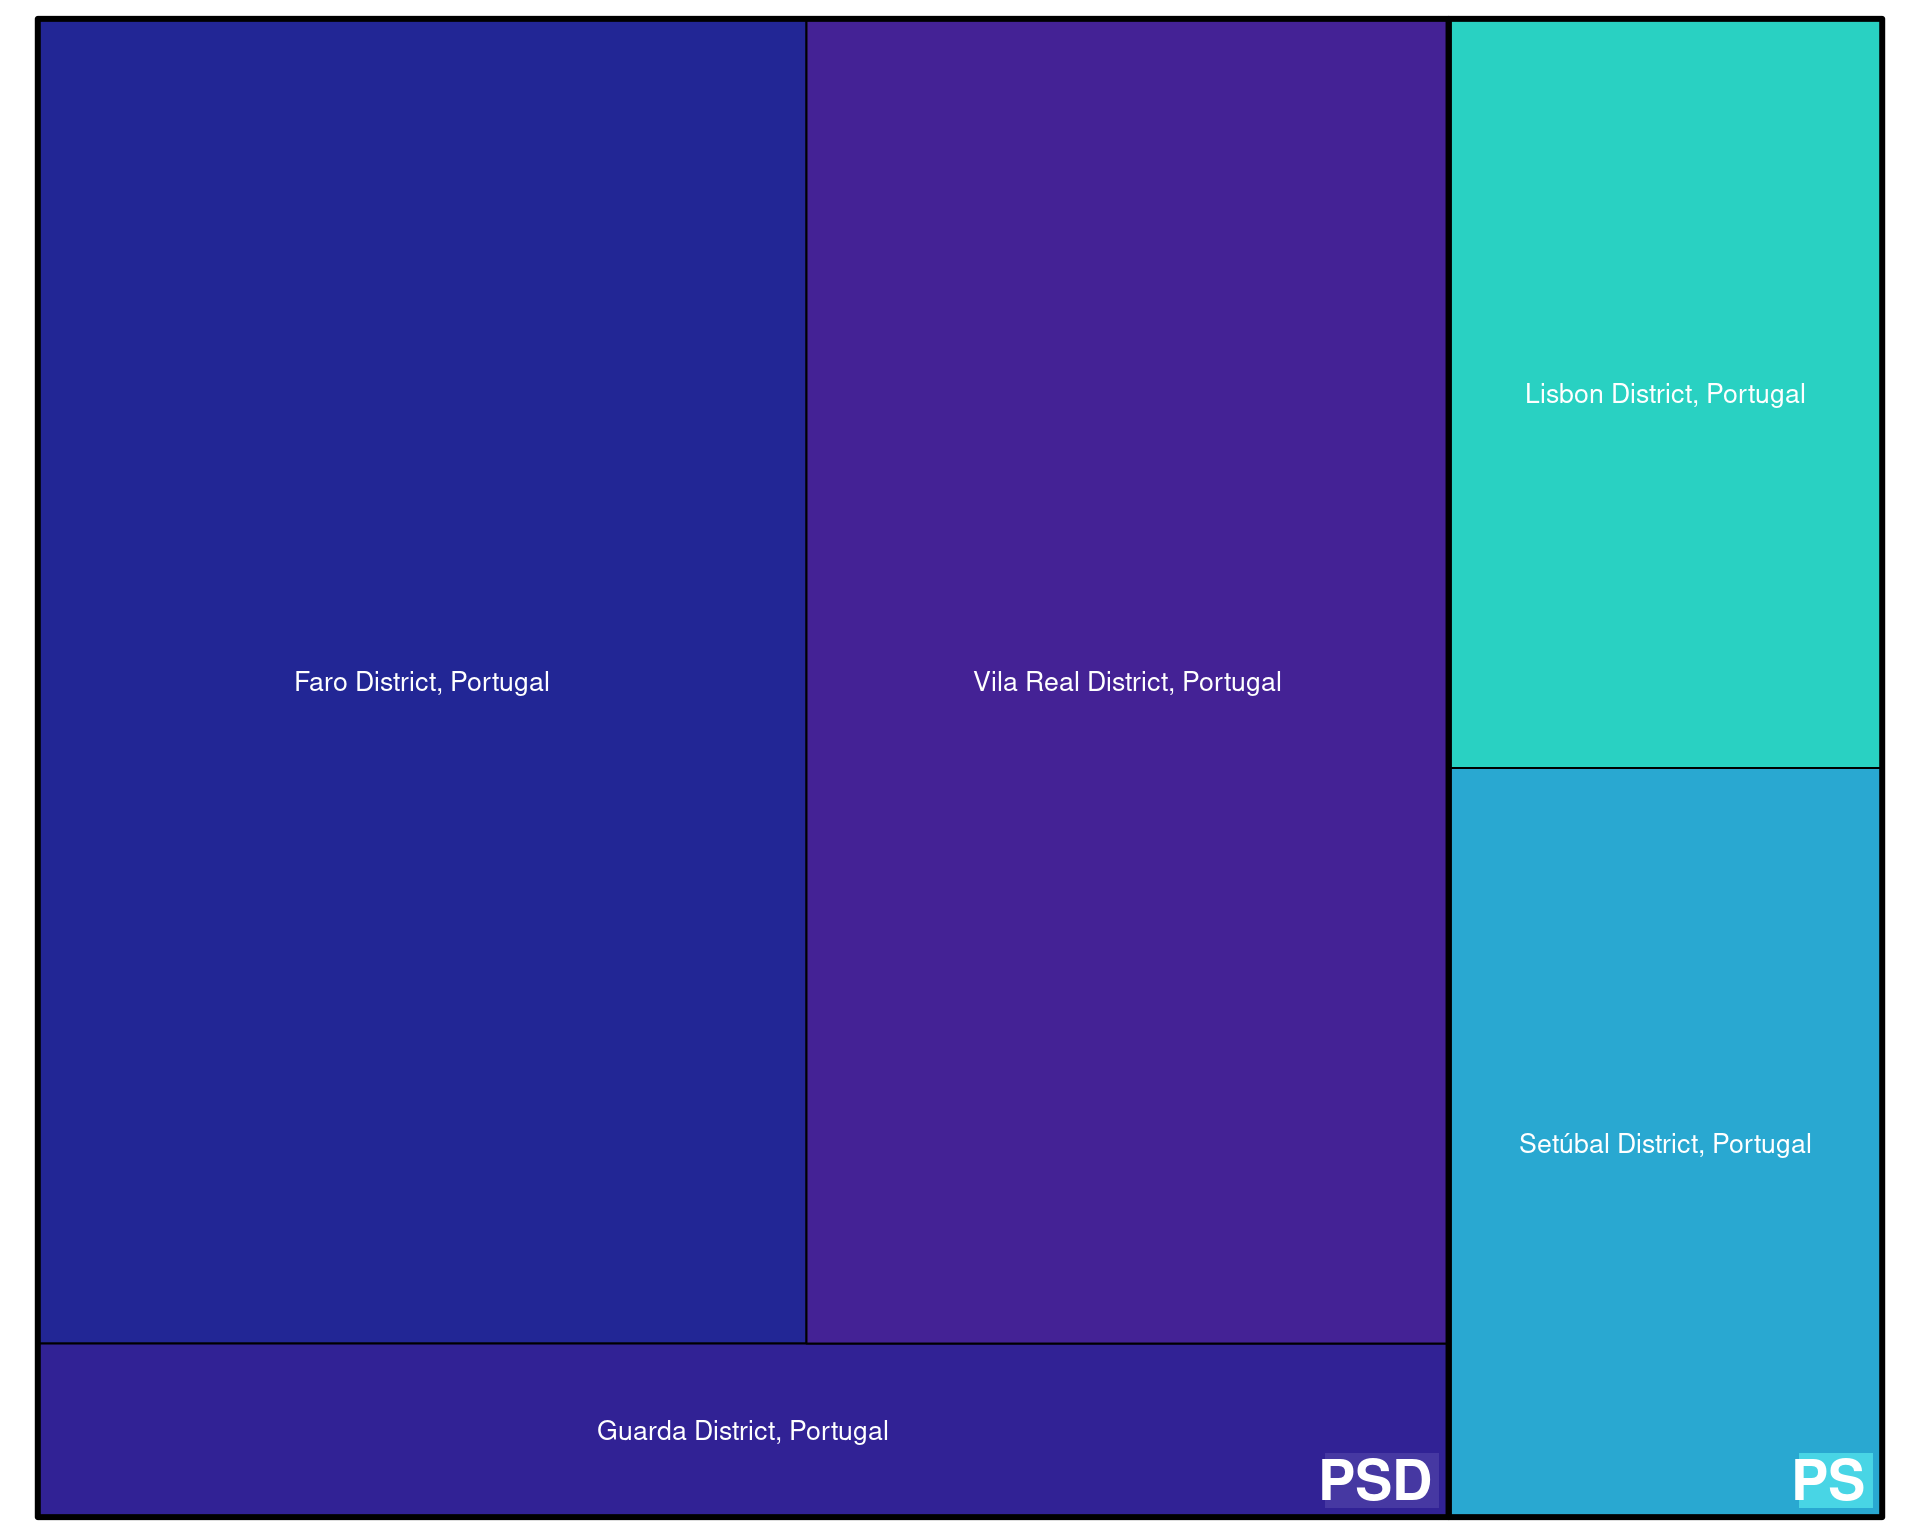 Lisbon District, Portugal
Faro District, Portugal
Vila Real District, Portugal
Setúbal District, Portugal
Guarda District, Portugal
PSD
PS